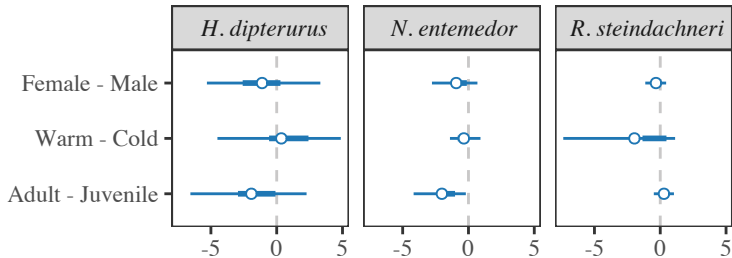 H. dipterurus N. entemedor R. steindachneri
Female - Male
Warm - Cold
Adult - Juvenile
-5 0 5 -5 0 5 -5 0 5